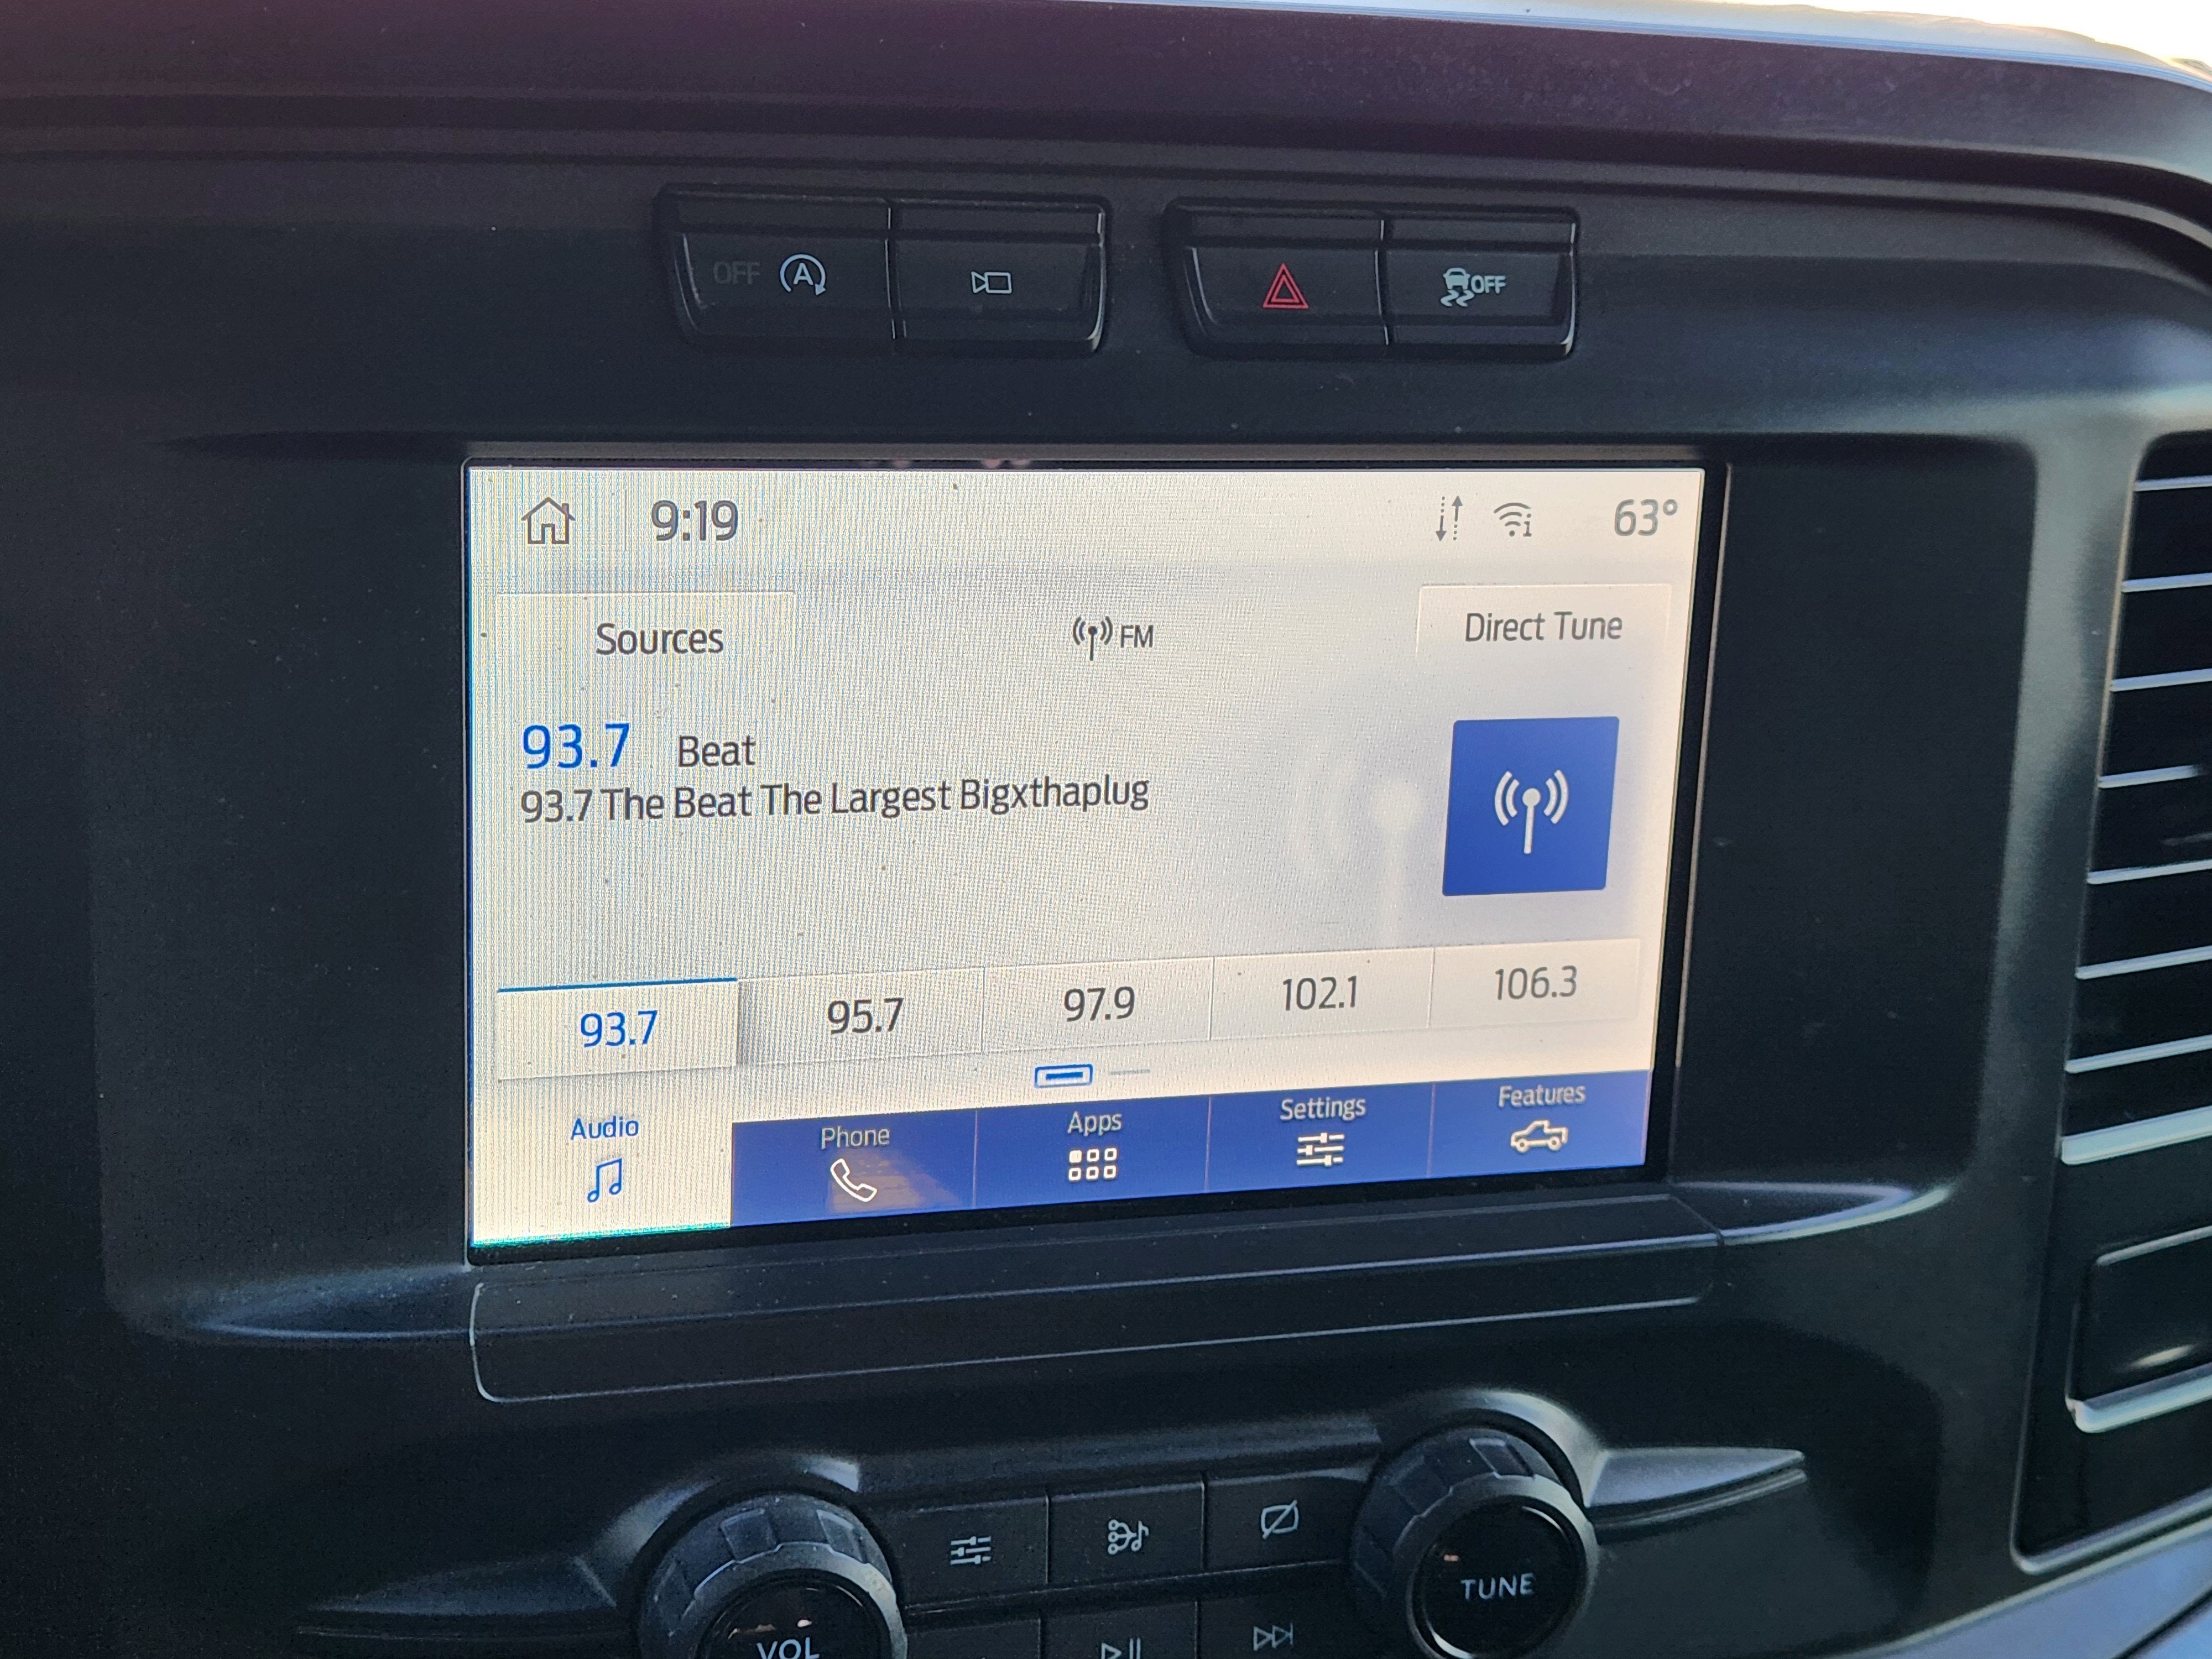 OFF A
OFF
9:19
63°
Sources
FM
Direct Tune
93.7 Beat
93.7 The Beat The Largest Bigxthaplug
93.7 95.7 97.9 102.1 106.3
Audio Phone Apps Settings Features
VOL
TUNE